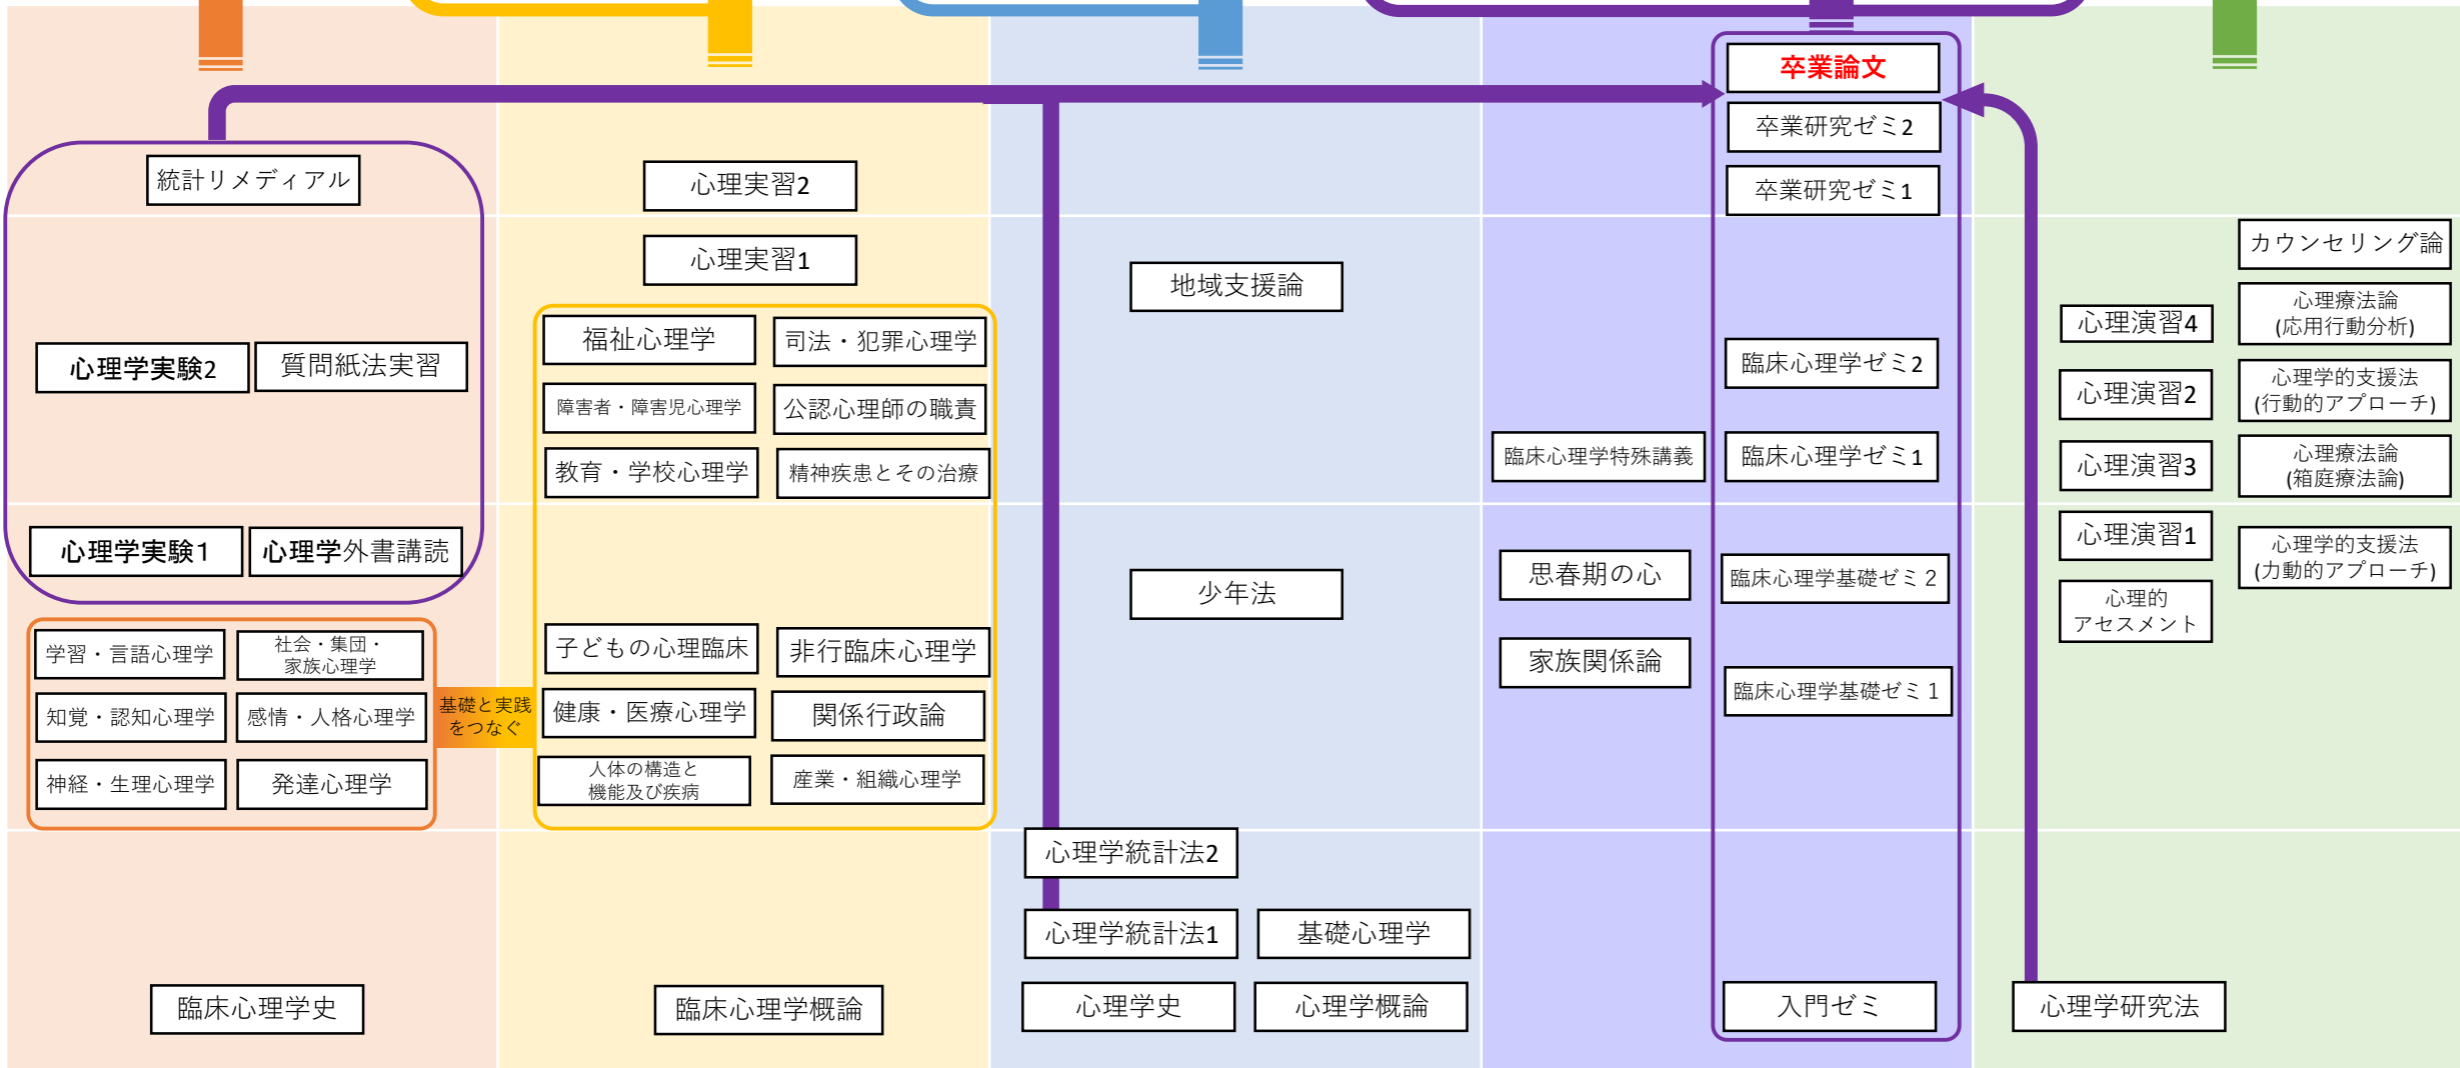 卒業論文
卒業研究ゼミ2
卒業研究ゼミ1
統計リメディアル
心理実習2
心理実習1
地域支援論
カウンセリング論
心理療法論
(応用行動分析)
心理演習4
福祉心理学
司法・犯罪心理学
心理学実験2
質問紙法実習
臨床心理学ゼミ2
心理学的支援法
(行動的アプローチ)
心理演習2
障害者・障害児心理学
公認心理師の職責
教育・学校心理学
精神疾患とその治療
臨床心理学特殊講義
臨床心理学ゼミ1
心理演習3
心理療法論
(箱庭療法論)
心理学実験1
心理学外書講読
心理演習1
心理学的支援法
(力動的アプローチ)
思春期の心
臨床心理学基礎ゼミ2
少年法
心理的
アセスメント
学習・言語心理学
社会・集団・
家族心理学
子どもの心理臨床
非行臨床心理学
家族関係論
臨床心理学基礎ゼミ1
知覚・認知心理学
感情・人格心理学
基礎と実践
をつなぐ
健康・医療心理学
関係行政論
神経・生理心理学
発達心理学
人体の構造と
機能及び疾病
産業・組織心理学
心理学統計法2
心理学統計法1
基礎心理学
臨床心理学史
臨床心理学概論
心理学史
心理学概論
入門ゼミ
心理学研究法